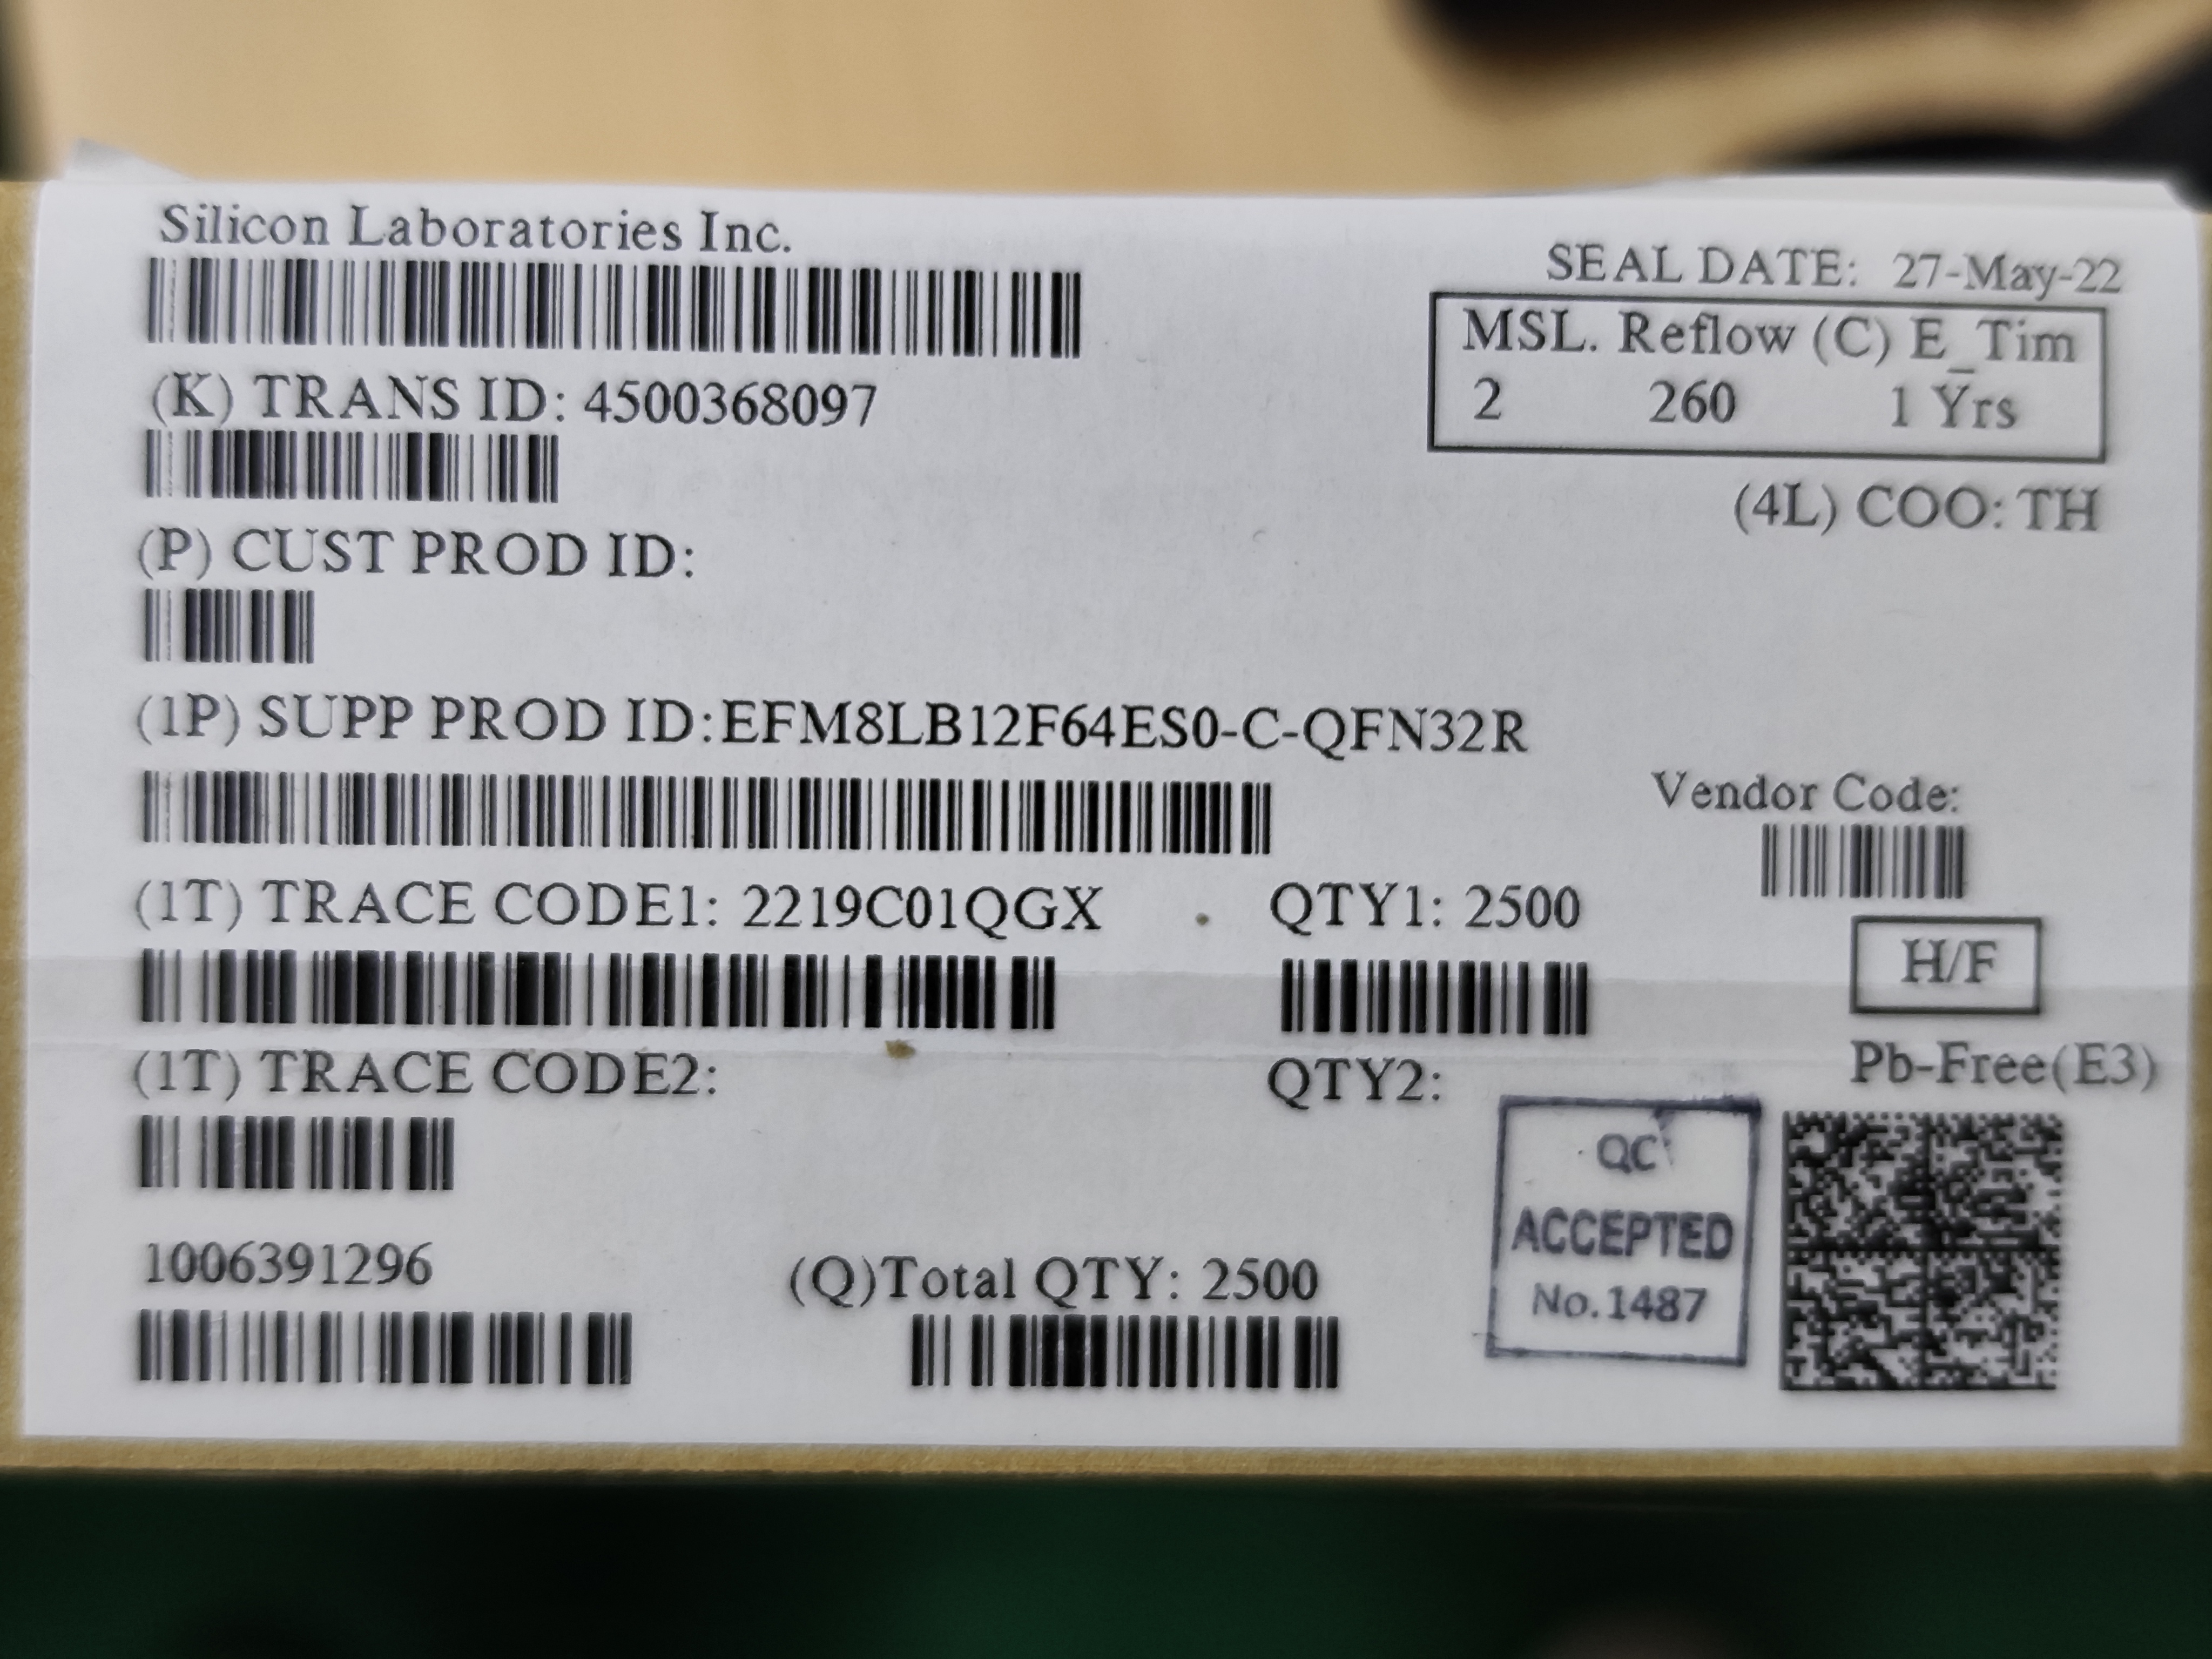 Silicon Laboratories Inc.
SEAL DATE: 27-May-22
MSL. Reflow (C) E_Tim
2 260 1 Yrs
(K) TRANS ID: 4500368097
(4L) COO: TH
(P) CUST PROD ID:
(1P) SUPP PROD ID:EFM8LB12F64ES0-C-QFN32R
Vendor Code:
(1T) TRACE CODE1: 2219C01QGX
QTY1: 2500
H/F
Pb-Free(E3)
(1T) TRACE CODE2:
QTY2:
QC
ACCEPTED
No.1487
1006391296
(Q)Total QTY: 2500